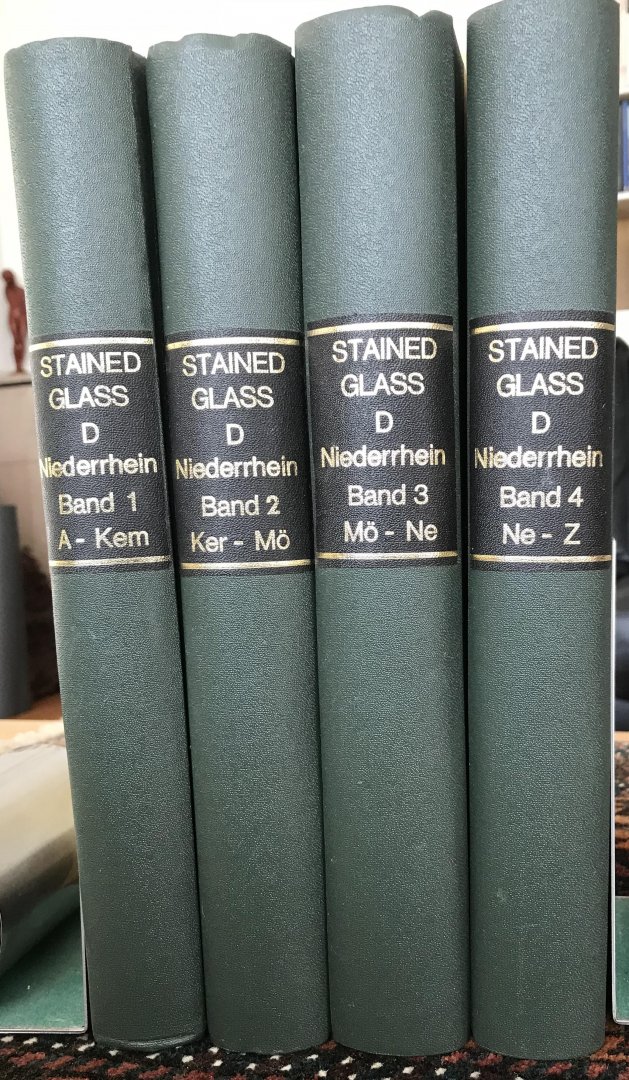 STAINED
GLASS
D
Niederrhein
Band 1
A - Kem
STAINED
GLASS
D
Niederrhein
Band 2
Ker - Mö
STAINED
GLASS
D
Niederrhein
Band 3
Mö - Ne
STAINED
GLASS
D
Niederrhein
Band 4
Ne - Z